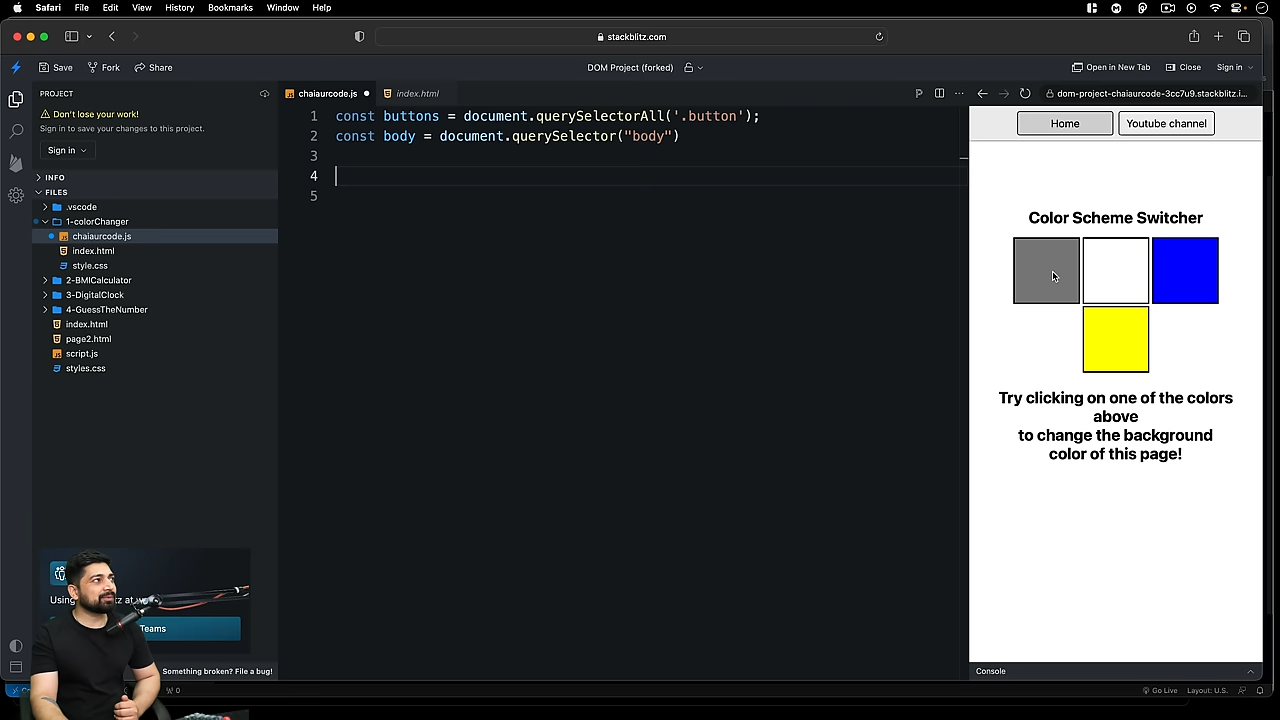 Safari File Edit View History Bookmarks Window Help
stackblitz.com
Save Fork Share
DOM Project (forked)
Open in New Tab Close Sign in
PROJECT
Don't lose your work!
Sign in to save your changes to this project.
Sign in
INFO
FILES
.vscode
1-colorChanger
chaiaurcode.js
index.html
style.css
2-BMICalculator
3-DigitalClock
4-GuessTheNumber
index.html
page2.html
script.js
styles.css
Teams
Something broken? File a bug!
0
chaiaurcode.js index.html
1 const buttons = document.querySelectorAll('.button');
2 const body = document.querySelector("body")
3
4
5
dom-project-chaiaurcode-3cc7u9.stackblitz.i...
Home Youtube channel
Color Scheme Switcher
Try clicking on one of the colors
above
to change the background
color of this page!
Console
Go Live Layout: U.S.